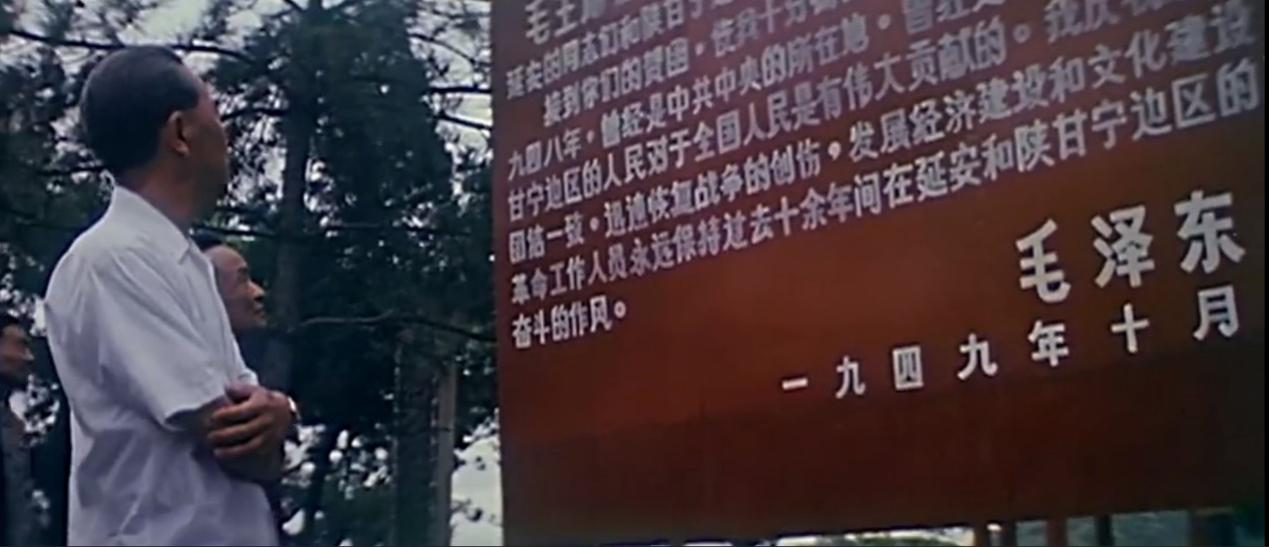 毛主
延安的同志们和陕甘宁
接到你们的贺函，使我十分
九四八年，曾经是中共中央的所在地，曾经是
甘宁边区的人民对于全国人民是有伟大贡献的。我庆祝
团结一致，迅速恢复战争的创伤，发展经济建设和文化建设
革命工作人员永远保持过去十余年间在延安和陕甘宁边区的
奋斗的作风。
毛泽东
一九四九年十月